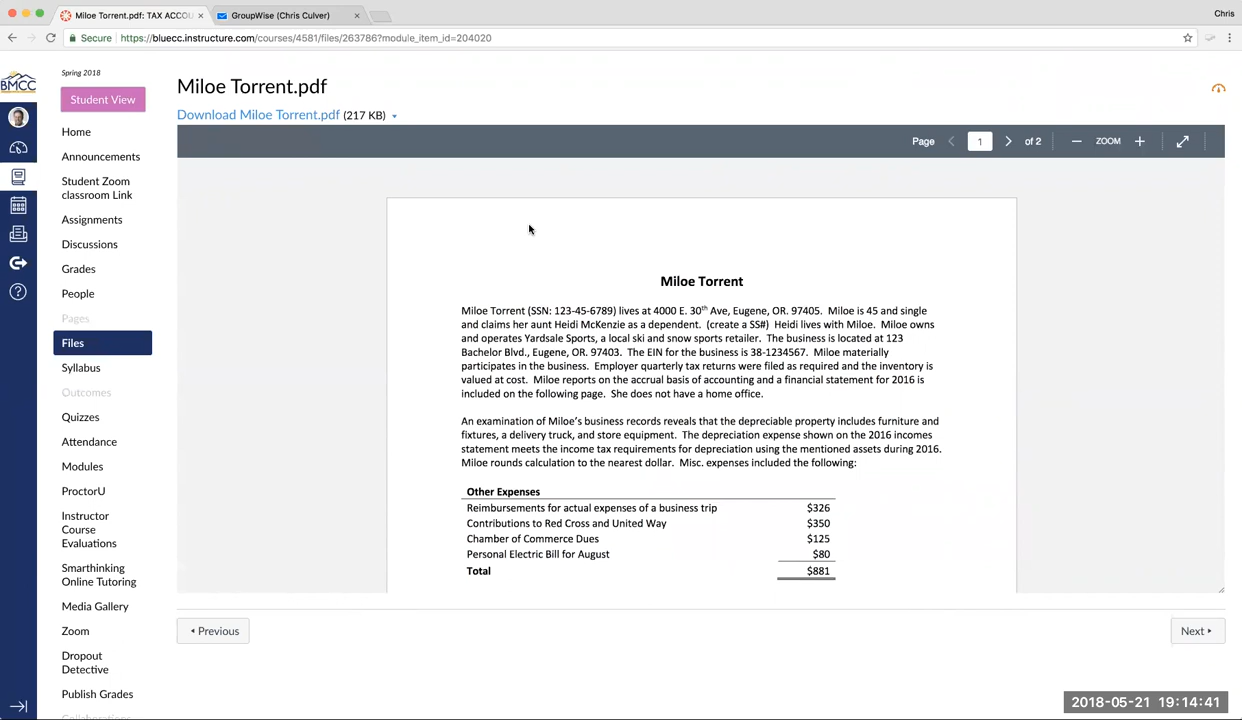 Miloe Torrent.pdf: TAX ACCOU
GroupWise (Chris Culver)
Chris
Secure
https://bluecc.instructure.com/courses/4581/files/263786?module_item_id=204020
BMCC
Spring 2018
Student View
Home
Announcements
Student Zoom
classroom Link
Assignments
Discussions
Grades
People
Pages
Files
Syllabus
Outcomes
Quizzes
Attendance
Modules
ProctorU
Instructor
Course
Evaluations
Smarthinking
Online Tutoring
Media Gallery
Zoom
Dropout
Detective
Publish Grades
Collaborations
Miloe Torrent.pdf
Download Miloe Torrent.pdf (217 KB)
Page 1 of 2 ZOOM
Miloe Torrent
Miloe Torrent (SSN: 123-45-6789) lives at 4000 E. 30th Ave, Eugene, OR. 97405. Miloe is 45 and single
and claims her aunt Heidi McKenzie as a dependent. (create a SS#) Heidi lives with Miloe. Miloe owns
and operates Yardsale Sports, a local ski and snow sports retailer. The business is located at 123
Bachelor Blvd., Eugene, OR. 97403. The EIN for the business is 38-1234567. Miloe materially
participates in the business. Employer quarterly tax returns were filed as required and the inventory is
valued at cost. Miloe reports on the accrual basis of accounting and a financial statement for 2016 is
included on the following page. She does not have a home office.
An examination of Miloe's business records reveals that the depreciable property includes furniture and
fixtures, a delivery truck, and store equipment. The depreciation expense shown on the 2016 incomes
statement meets the income tax requirements for depreciation using the mentioned assets during 2016.
Miloe rounds calculation to the nearest dollar. Misc. expenses included the following:
Other Expenses
Reimbursements for actual expenses of a business trip $326
Contributions to Red Cross and United Way $350
Chamber of Commerce Dues $125
Personal Electric Bill for August $80
Total $881
Previous
Next
2018-05-21 19:14:41